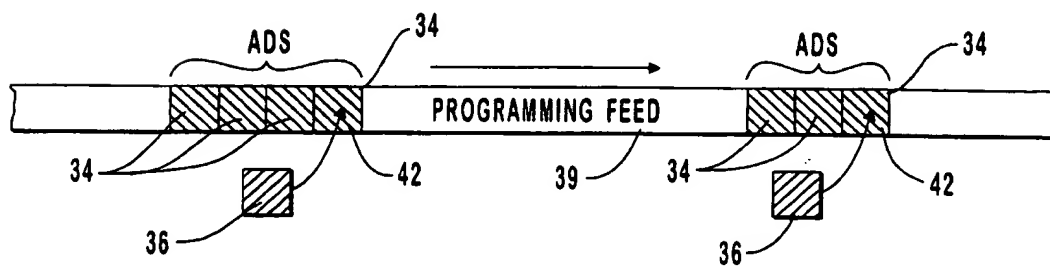 ADS 34 ADS 34
PROGRAMMING FEED
34 42 39 34 42
36 36